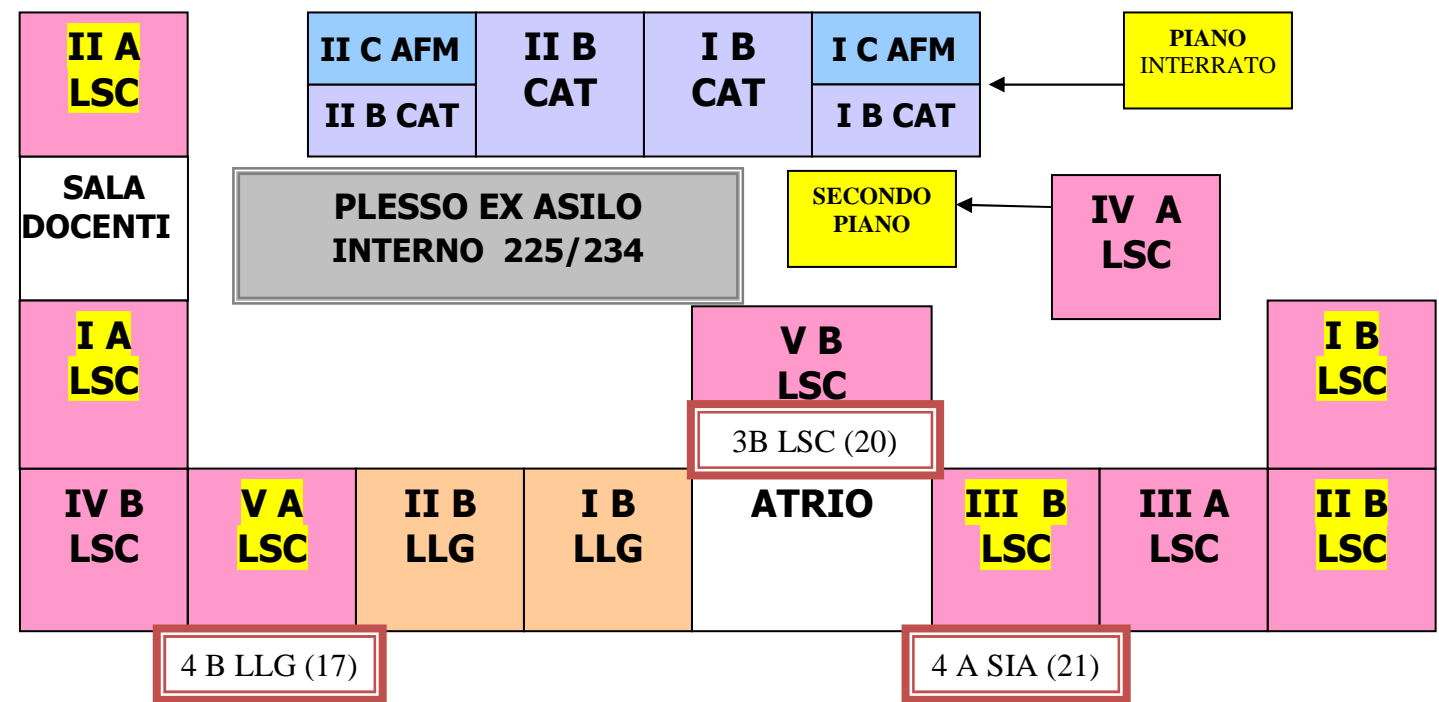 II A
LSC
II C AFM
II B CAT
II B
CAT
I B
CAT
I C AFM
I B CAT
PIANO
INTERRATO
SALA
DOCENTI
PLESSO EX ASILO
INTERNO 225/234
SECONDO
PIANO
IV A
LSC
I A
LSC
V B
LSC
3B LSC (20)
I B
LSC
IV B
LSC
V A
LSC
II B
LLG
I B
LLG
ATRIO
III B
LSC
III A
LSC
II B
LSC
4 B LLG (17)
4 A SIA (21)